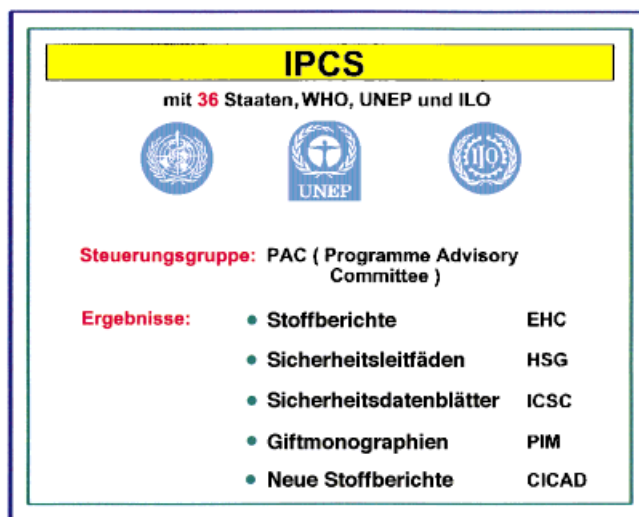 IPCS
mit 36 Staaten, WHO, UNEP und ILO
UNEP
ILO
Steuerungsgruppe: PAC ( Programme Advisory
Committee )
Ergebnisse: • Stoffberichte EHC
• Sicherheitsleitfäden HSG
• Sicherheitsdatenblätter ICSC
• Giftmonographien PIM
• Neue Stoffberichte CICAD